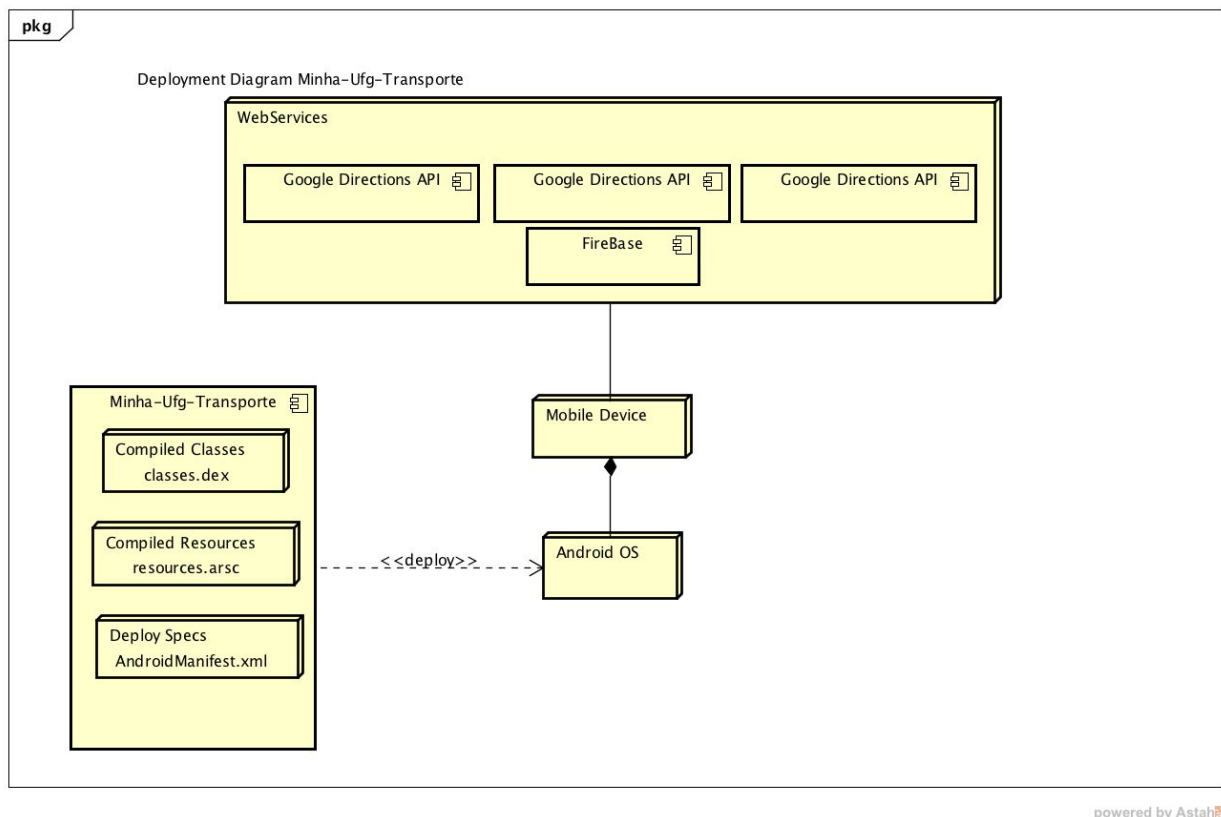 pkg
Deployment Diagram Minha-Ufg-Transporte
WebServices
Google Directions API
Google Directions API
Google Directions API
FireBase
Minha-Ufg-Transporte
Compiled Classes
classes.dex
Compiled Resources
resources.arsc
Deploy Specs
AndroidManifest.xml
<<deploy>>
Mobile Device
Android OS
powered by Astah